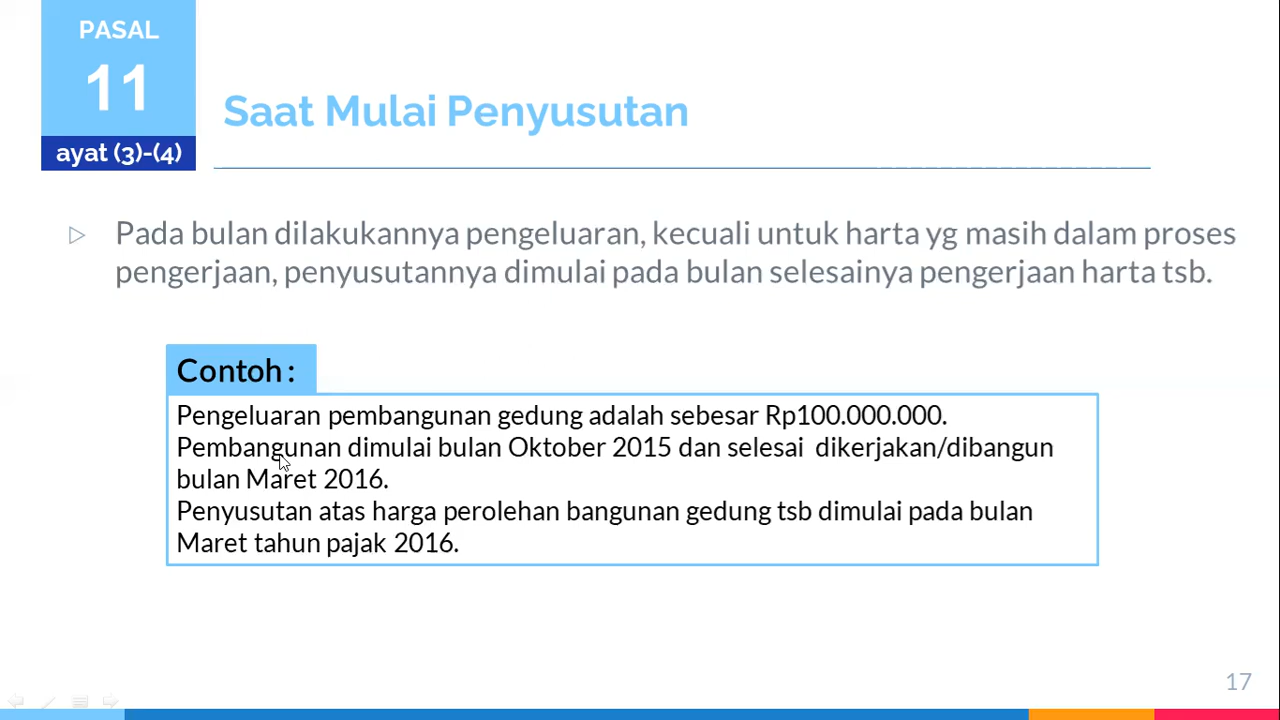 PASAL
11
ayat (3)-(4)
Saat Mulai Penyusutan
Pada bulan dilakukannya pengeluaran, kecuali untuk harta yg masih dalam proses
pengerjaan, penyusutannya dimulai pada bulan selesainya pengerjaan harta tsb.
Contoh :
Pengeluaran pembangunan gedung adalah sebesar Rp100.000.000.
Pembangunan dimulai bulan Oktober 2015 dan selesai dikerjakan/dibangun
bulan Maret 2016.
Penyusutan atas harga perolehan bangunan gedung tsb dimulai pada bulan
Maret tahun pajak 2016.
17